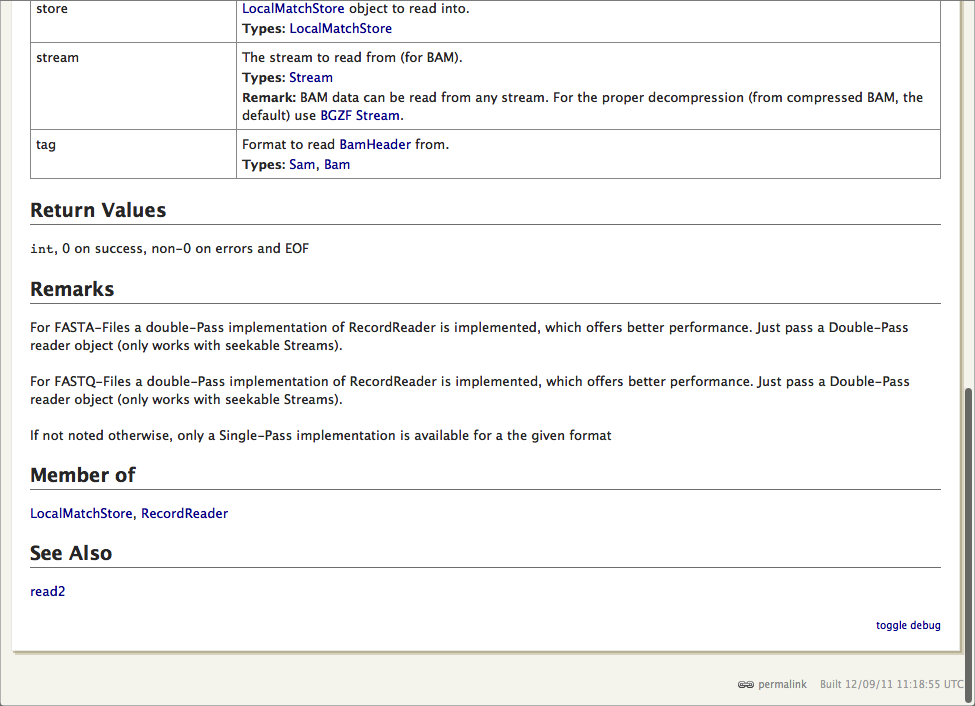 store
LocalMatchStore object to read into.
Types: LocalMatchStore
stream
The stream to read from (for BAM).
Types: Stream
Remark: BAM data can be read from any stream. For the proper decompression (from compressed BAM, the
default) use BGZF Stream.
tag
Format to read BamHeader from.
Types: Sam, Bam
Return Values
int, 0 on success, non-0 on errors and EOF
Remarks
For FASTA-Files a double-Pass implementation of RecordReader is implemented, which offers better performance. Just pass a Double-Pass
reader object (only works with seekable Streams).
For FASTQ-Files a double-Pass implementation of RecordReader is implemented, which offers better performance. Just pass a Double-Pass
reader object (only works with seekable Streams).
If not noted otherwise, only a Single-Pass implementation is available for a the given format
Member of
LocalMatchStore, RecordReader
See Also
read2
toggle debug
permalink Built 12/09/11 11:18:55 UTC